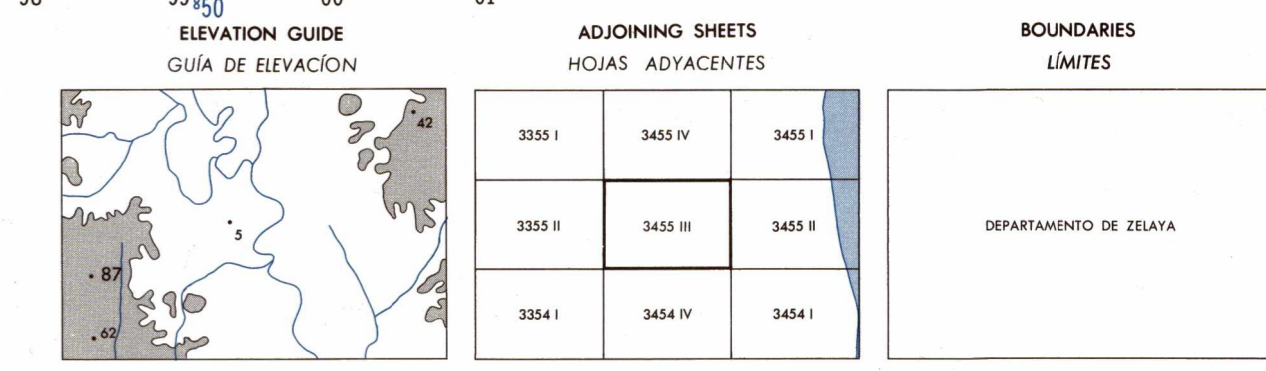 ⁸50
ELEVATION GUIDE
GUÍA DE ELEVACÍON
42
5
87
62
ADJOINING SHEETS
HOJAS ADYACENTES
3355 I 3455 IV 3455 I
3355 II 3455 III 3455 II
3354 I 3454 IV 3454 I
BOUNDARIES
LÍMITES
DEPARTAMENTO DE ZELAYA